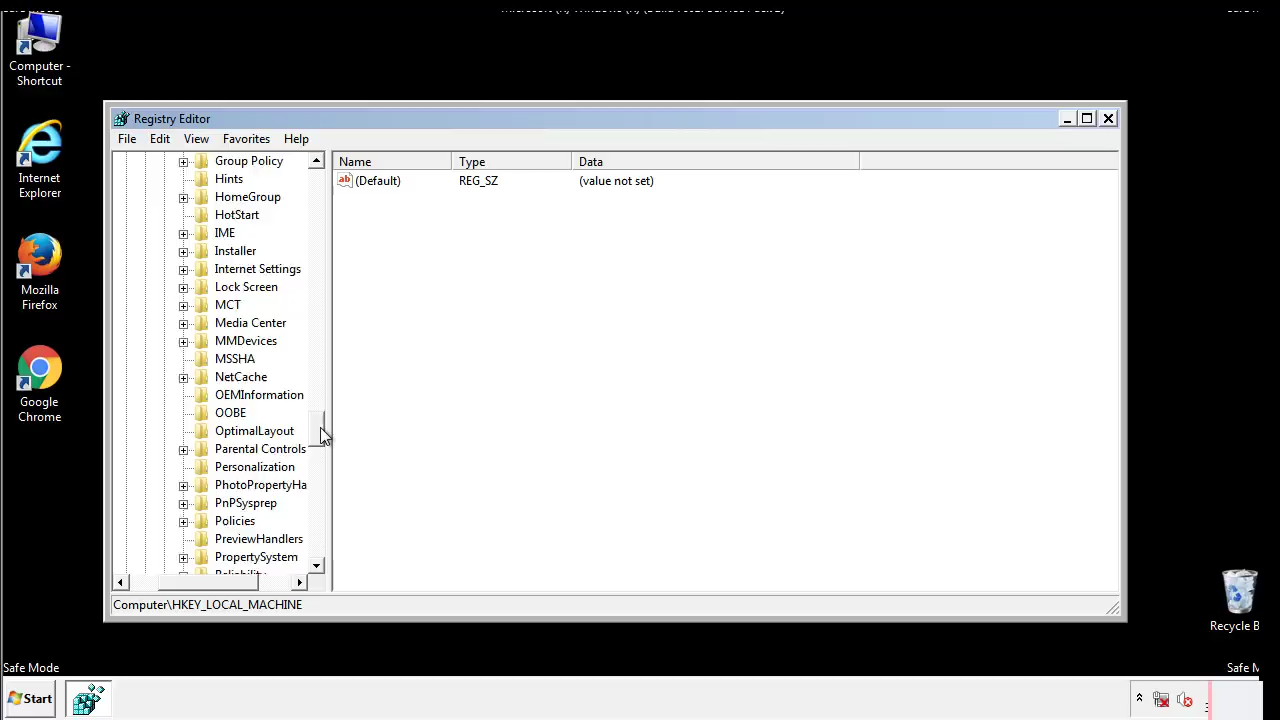 Computer -
Shortcut
Internet
Explorer
Mozilla
Firefox
Google
Chrome
Registry Editor
File Edit View Favorites Help
Group Policy
Hints
HomeGroup
HotStart
IME
Installer
Internet Settings
Lock Screen
MCT
Media Center
MMDevices
MSSHA
NetCache
OEMInformation
OOBE
OptimalLayout
Parental Controls
Personalization
PhotoPropertyHa
PnPSysprep
Policies
PreviewHandlers
PropertySystem
Name Type Data
ab (Default) REG_SZ (value not set)
Computer\HKEY_LOCAL_MACHINE
Recycle B
Safe Mode
Safe M
Start